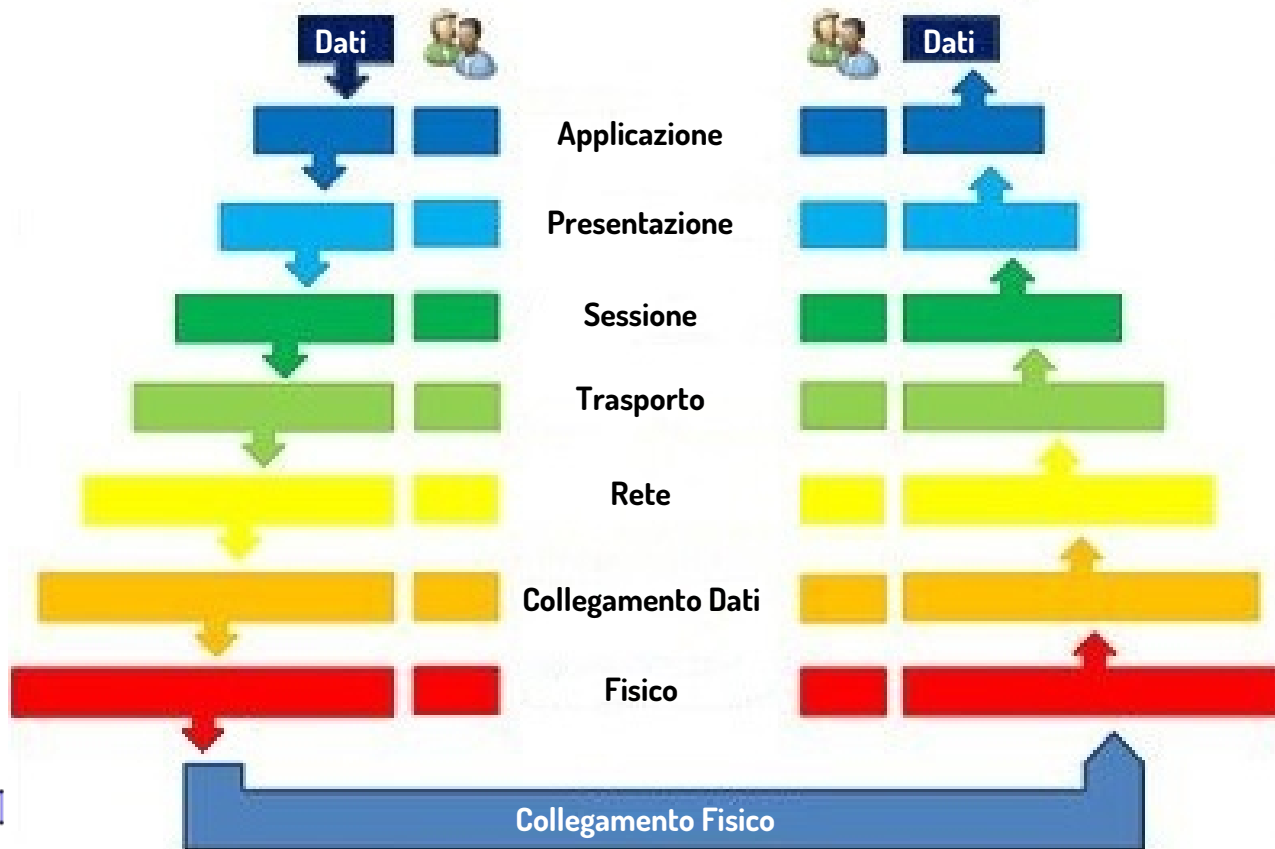 Dati
Dati
Applicazione
Presentazione
Sessione
Trasporto
Rete
Collegamento Dati
Fisico
Collegamento Fisico